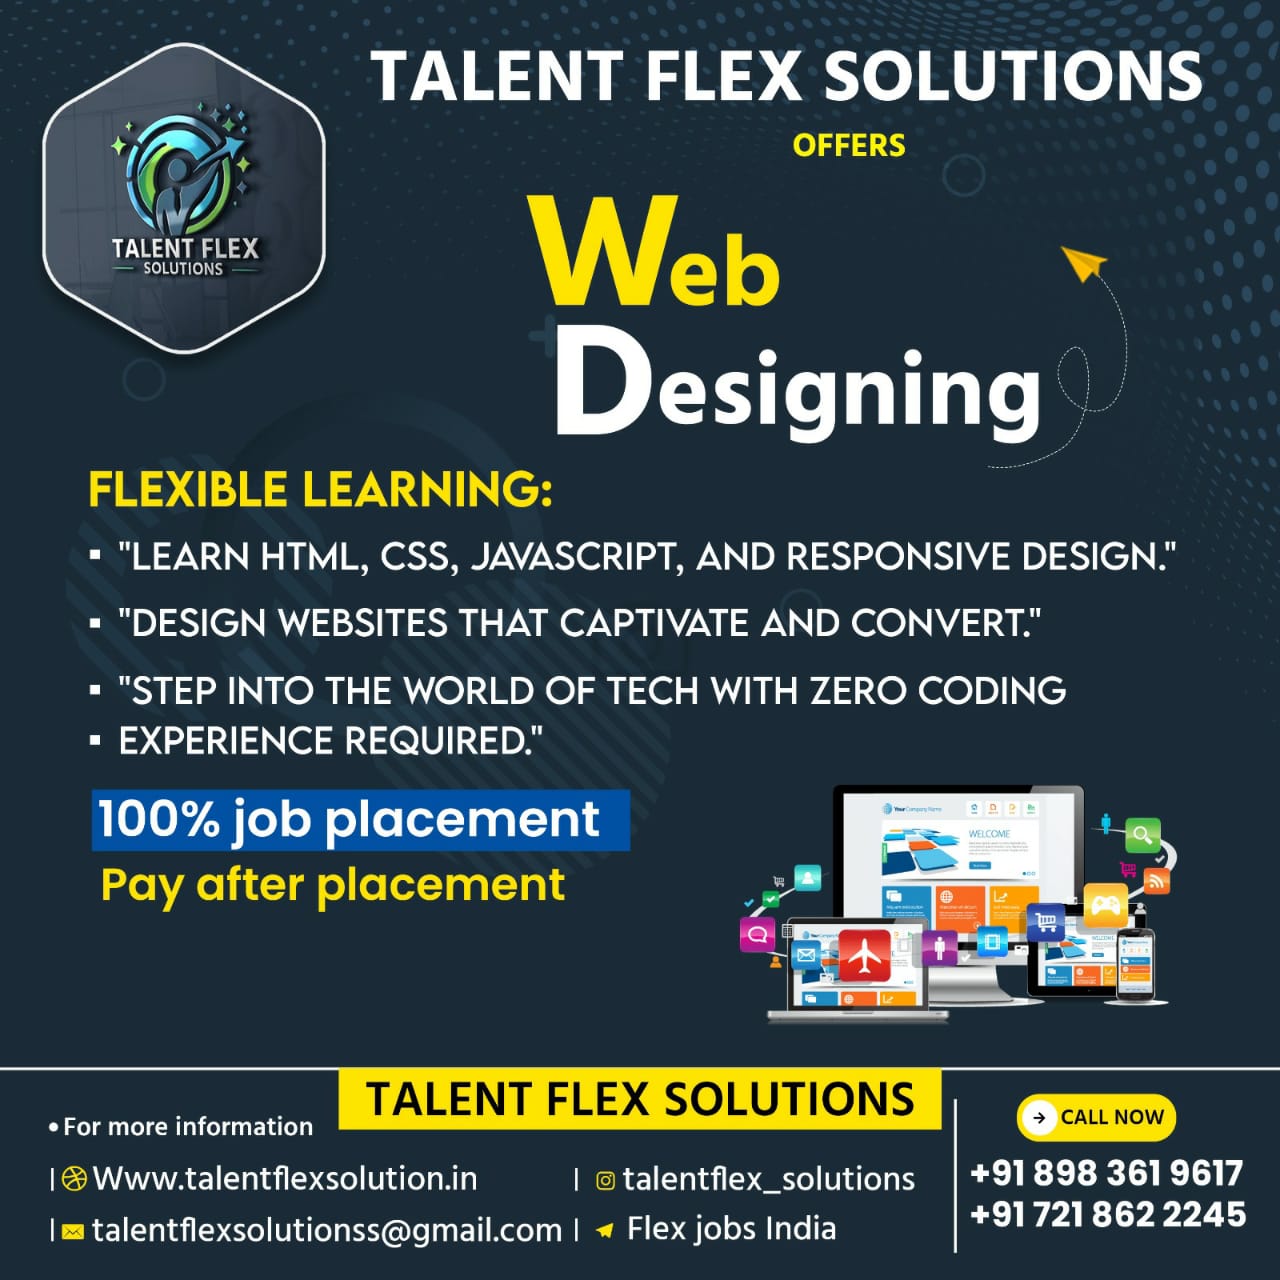 TALENT FLEX SOLUTIONS
OFFERS
TALENT FLEX
SOLUTIONS
Web
Designing
FLEXIBLE LEARNING:
▪ "LEARN HTML, CSS, JAVASCRIPT, AND RESPONSIVE DESIGN."
▪ "DESIGN WEBSITES THAT CAPTIVATE AND CONVERT."
▪ "STEP INTO THE WORLD OF TECH WITH ZERO CODING
▪ EXPERIENCE REQUIRED."
100% job placement
Pay after placement
Your Company Name
WELCOME
TALENT FLEX SOLUTIONS
• For more information
CALL NOW
| Www.talentflexsolution.in
| talentflex_solutions
+91 898 361 9617
+91 721 862 2245
| talentflexsolutionss@gmail.com
| Flex jobs India